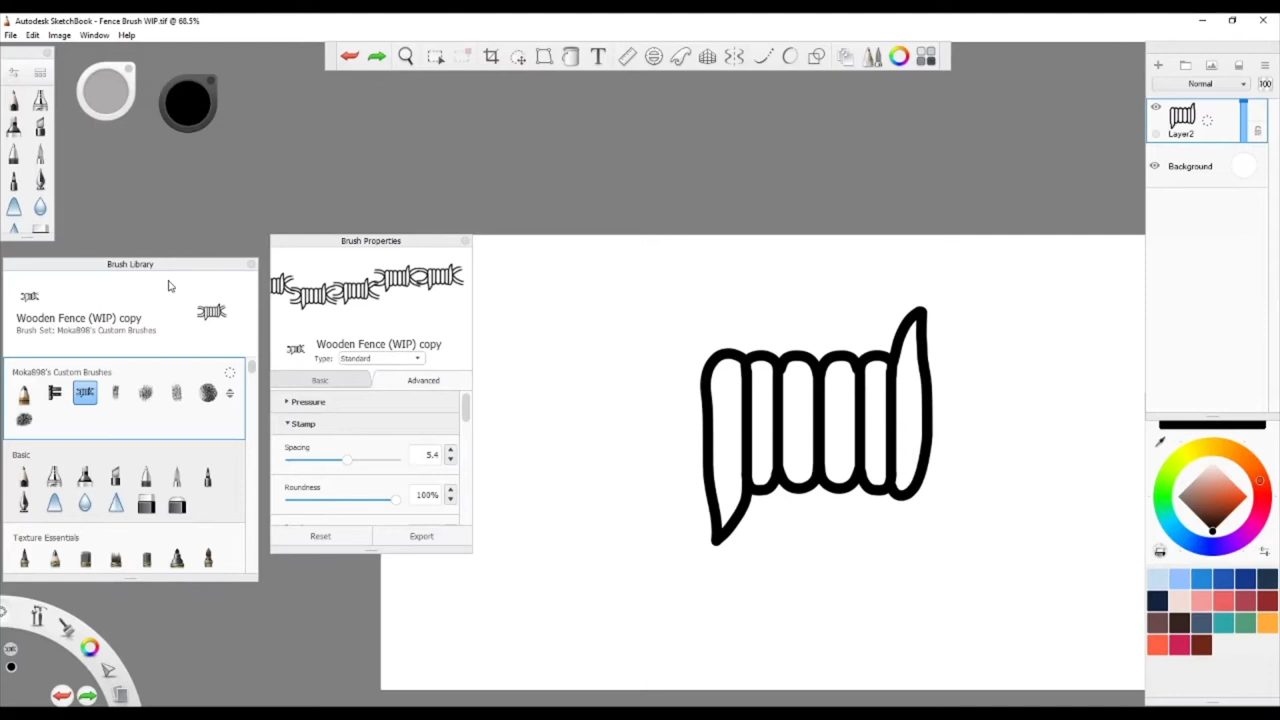 Autodesk SketchBook - Fence Brush WIP.tif @ 68.5%
File Edit Image Window Help
T
Normal
100
Layer2
Background
Brush Library
Wooden Fence (WIP) copy
Brush Set: Moka898's Custom Brushes
Moka898's Custom Brushes
Basic
Texture Essentials
Brush Properties
Wooden Fence (WIP) copy
Type: Standard
Basic
Advanced
Pressure
Stamp
Spacing
5.4
Roundness
100%
Reset
Export